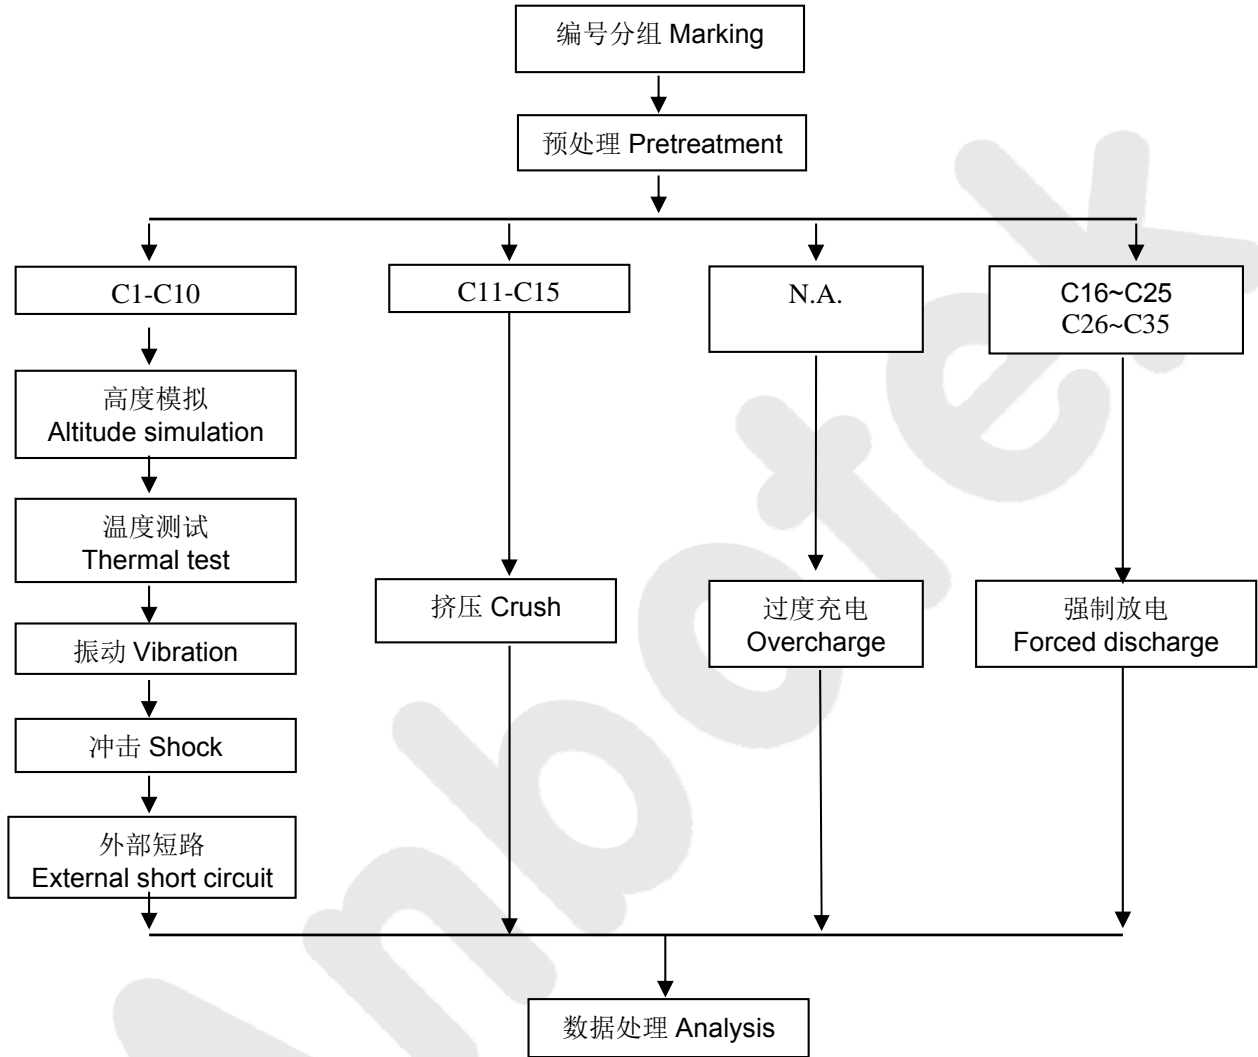 编号分组 Marking
预处理 Pretreatment
C1-C10
C11-C15
N.A.
C16~C25
C26~C35
高度模拟
Altitude simulation
温度测试
Thermal test
振动 Vibration
冲击 Shock
外部短路
External short circuit
挤压 Crush
过度充电
Overcharge
强制放电
Forced discharge
数据处理 Analysis
Anbotek